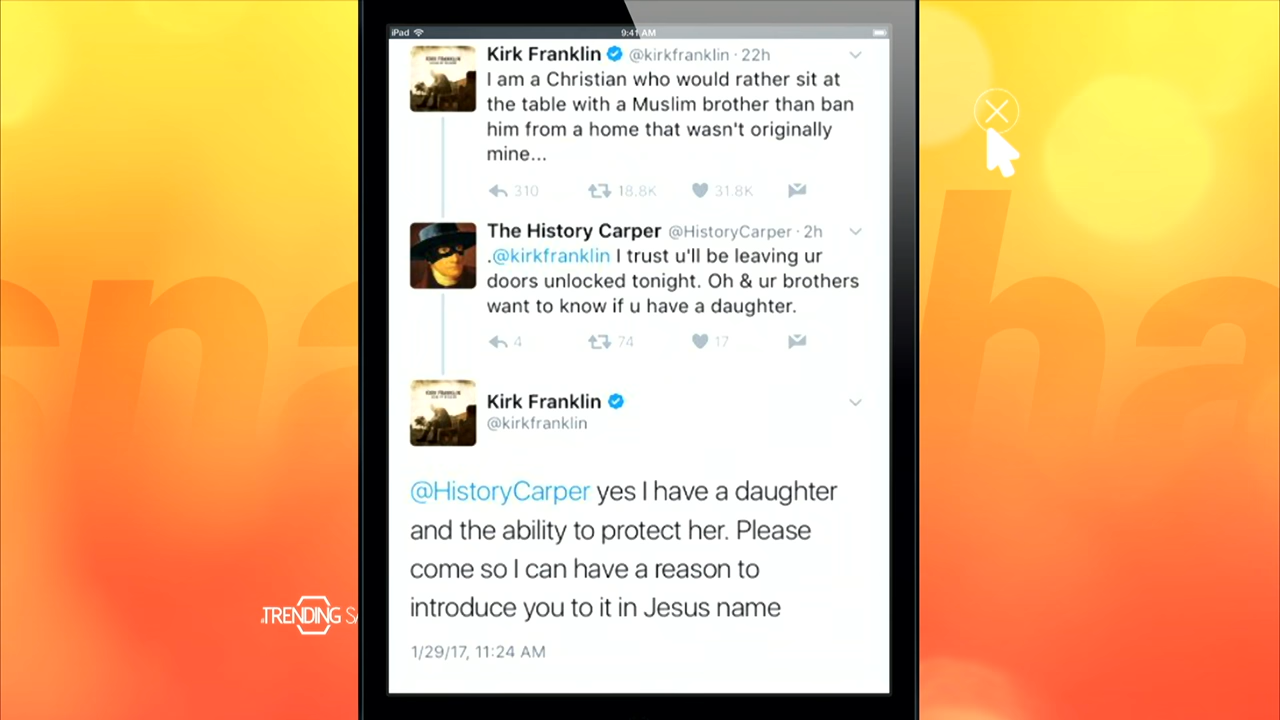 iPad 9:41 AM
Kirk Franklin @kirkfranklin · 22h
I am a Christian who would rather sit at
the table with a Muslim brother than ban
him from a home that wasn't originally
mine...
310 18.8K 31.8K
The History Carper @HistoryCarper · 2h
.@kirkfranklin I trust u'll be leaving ur
doors unlocked tonight. Oh & ur brothers
want to know if u have a daughter.
4 74 17
Kirk Franklin
@kirkfranklin
@HistoryCarper yes I have a daughter
and the ability to protect her. Please
come so I can have a reason to
introduce you to it in Jesus name
1/29/17, 11:24 AM
TRENDING
sna
ha